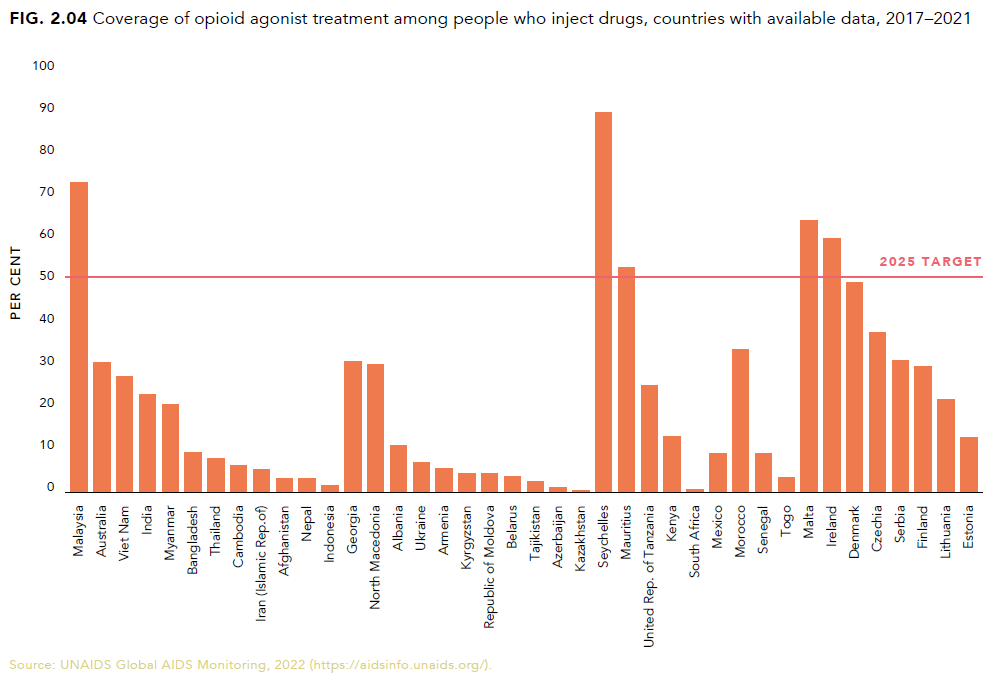 FIG. 2.04 Coverage of opioid agonist treatment among people who inject drugs, countries with available data, 2017–2021
100
90
80
70
60
50
40
30
20
10
0
PER CENT
2025 TARGET
Malaysia
Australia
Viet Nam
India
Myanmar
Bangladesh
Thailand
Cambodia
Iran (Islamic Rep.of)
Afghanistan
Nepal
Indonesia
Georgia
North Macedonia
Albania
Ukraine
Armenia
Kyrgyzstan
Republic of Moldova
Belarus
Tajikistan
Azerbaijan
Kazakhstan
Seychelles
Mauritius
United Rep. of Tanzania
Kenya
South Africa
Mexico
Morocco
Senegal
Togo
Malta
Ireland
Denmark
Czechia
Serbia
Finland
Lithuania
Estonia
Source: UNAIDS Global AIDS Monitoring, 2022 (https://aidsinfo.unaids.org/).